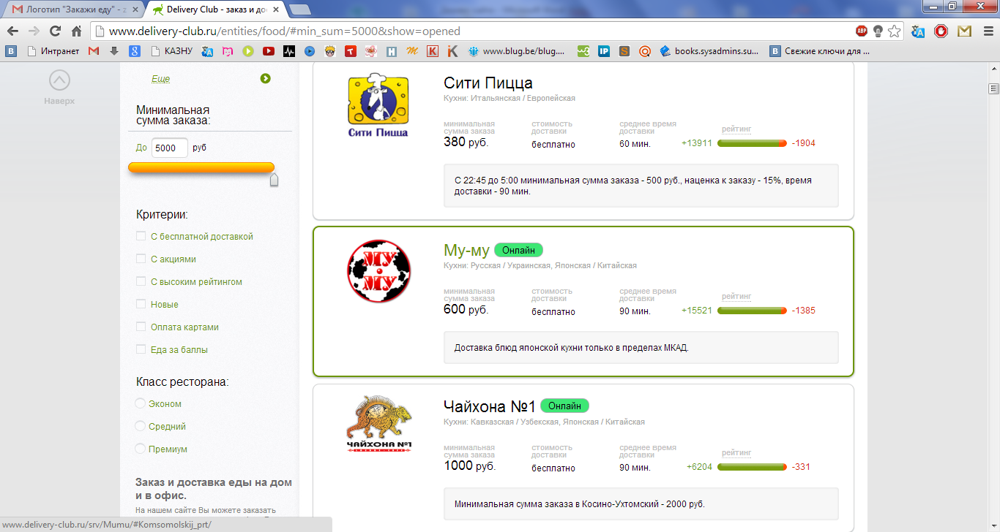 Логотип "Закажи еду" - z
Delivery Club - заказ и до
www.delivery-club.ru/entities/food/#min_sum=5000&show=opened
ABP
Интранет
КАЗНУ
www.blug.be/blug....
IP
books.sysadmins.su...
Свежие ключи для ...
Наверх
Еще
Минимальная
сумма заказа:
До 5000 руб
Критерии:
С бесплатной доставкой
С акциями
С высоким рейтингом
Новые
Оплата картами
Еда за баллы
Класс ресторана:
Эконом
Средний
Премиум
Заказ и доставка еды на дом
и в офис.
На нашем сайте Вы можете заказать
Сити Пицца
Сити Пицца
Кухни: Итальянская / Европейская
минимальная
сумма заказа
380 руб.
стоимость
доставки
бесплатно
среднее время
доставки
60 мин.
рейтинг
+13911 -1904
С 22:45 до 5:00 минимальная сумма заказа - 500 руб., наценка к заказу - 15%, время
доставки - 90 мин.
МУ
МУ
Му-му Онлайн
Кухни: Русская / Украинская, Японская / Китайская
минимальная
сумма заказа
600 руб.
стоимость
доставки
бесплатно
среднее время
доставки
90 мин.
рейтинг
+15521 -1385
Доставка блюд японской кухни только в пределах МКАД.
ЧАЙХОНА №1
Чайхона №1 Онлайн
Кухни: Кавказская / Узбекская, Японская / Китайская
минимальная
сумма заказа
1000 руб.
стоимость
доставки
бесплатно
среднее время
доставки
90 мин.
рейтинг
+6204 -331
Минимальная сумма заказа в Косино-Ухтомский - 2000 руб.
www.delivery-club.ru/srv/Mumu/#Komsomolskij_prt/